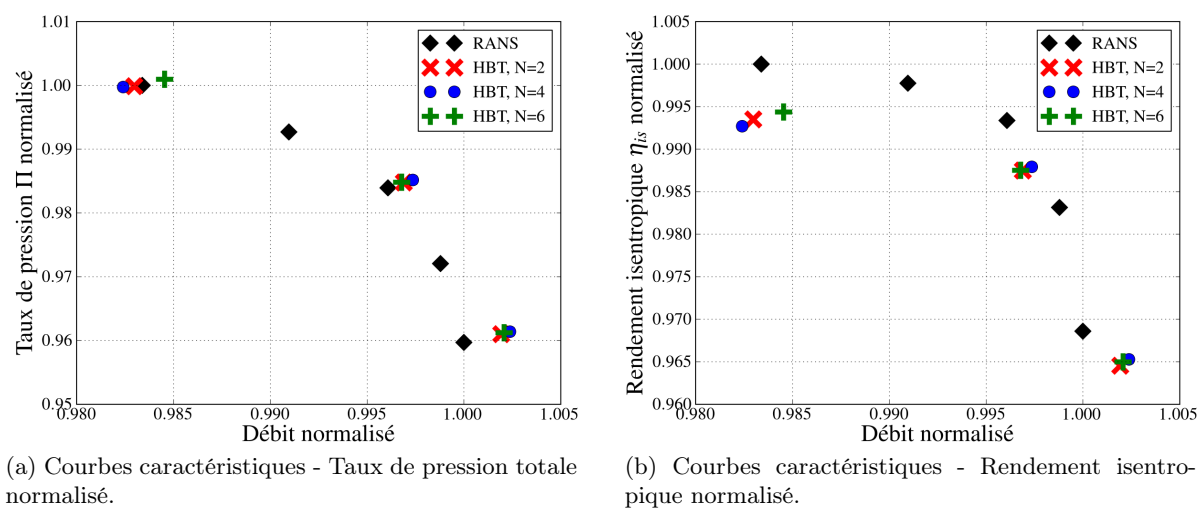 1.01
1.00
0.99
0.98
0.97
0.96
0.95
0.980
0.985
0.990
0.995
1.000
1.005
Taux de pression Π normalisé
Débit normalisé
RANS
HBT, N=2
HBT, N=4
HBT, N=6
(a) Courbes caractéristiques - Taux de pression totale
normalisé.
1.005
1.000
0.995
0.990
0.985
0.980
0.975
0.970
0.965
0.960
0.980
0.985
0.990
0.995
1.000
1.005
Rendement isentropique η_is normalisé
Débit normalisé
RANS
HBT, N=2
HBT, N=4
HBT, N=6
(b) Courbes caractéristiques - Rendement isentro-
pique normalisé.